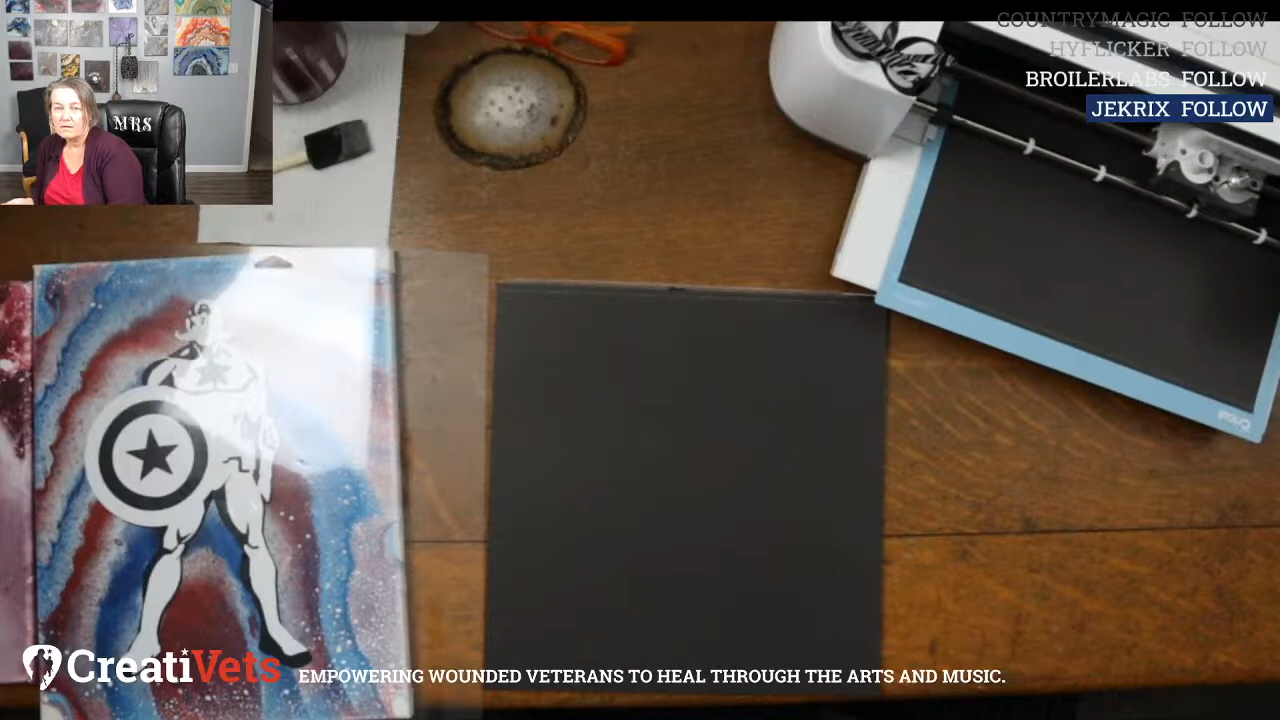 COUNTRYMAGIC FOLLOW
HYFLICKER FOLLOW
BROILERLABS FOLLOW
JEKRIX FOLLOW
MRS
Cricut
CreatiVets EMPOWERING WOUNDED VETERANS TO HEAL THROUGH THE ARTS AND MUSIC.